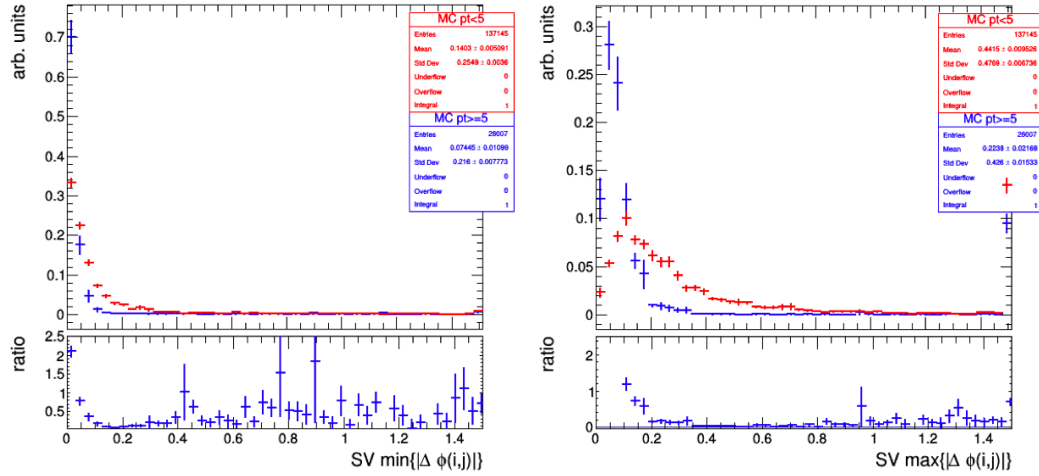 arb. units
0.7
0.6
0.5
0.4
0.3
0.2
0.1
0
MC pt<5
Entries 137145
Mean 0.1403 ± 0.005091
Std Dev 0.2549 ± 0.0036
Underflow 0
Overflow 0
Integral 1
MC pt>=5
Entries 28007
Mean 0.07445 ± 0.01099
Std Dev 0.216 ± 0.007773
Underflow 0
Overflow 0
Integral 1
ratio
2.5
2
1.5
1
0.5
0 0.2 0.4 0.6 0.8 1 1.2 1.4
SV min{|Δ ϕ(i,j)|}
arb. units
0.3
0.25
0.2
0.15
0.1
0.05
0
MC pt<5
Entries 137145
Mean 0.4415 ± 0.009526
Std Dev 0.4769 ± 0.006736
Underflow 0
Overflow 0
Integral 1
MC pt>=5
Entries 28007
Mean 0.2238 ± 0.02168
Std Dev 0.426 ± 0.01533
Underflow 0
Overflow 0
Integral 1
ratio
2
1
0
0 0.2 0.4 0.6 0.8 1 1.2 1.4
SV max{|Δ ϕ(i,j)|}